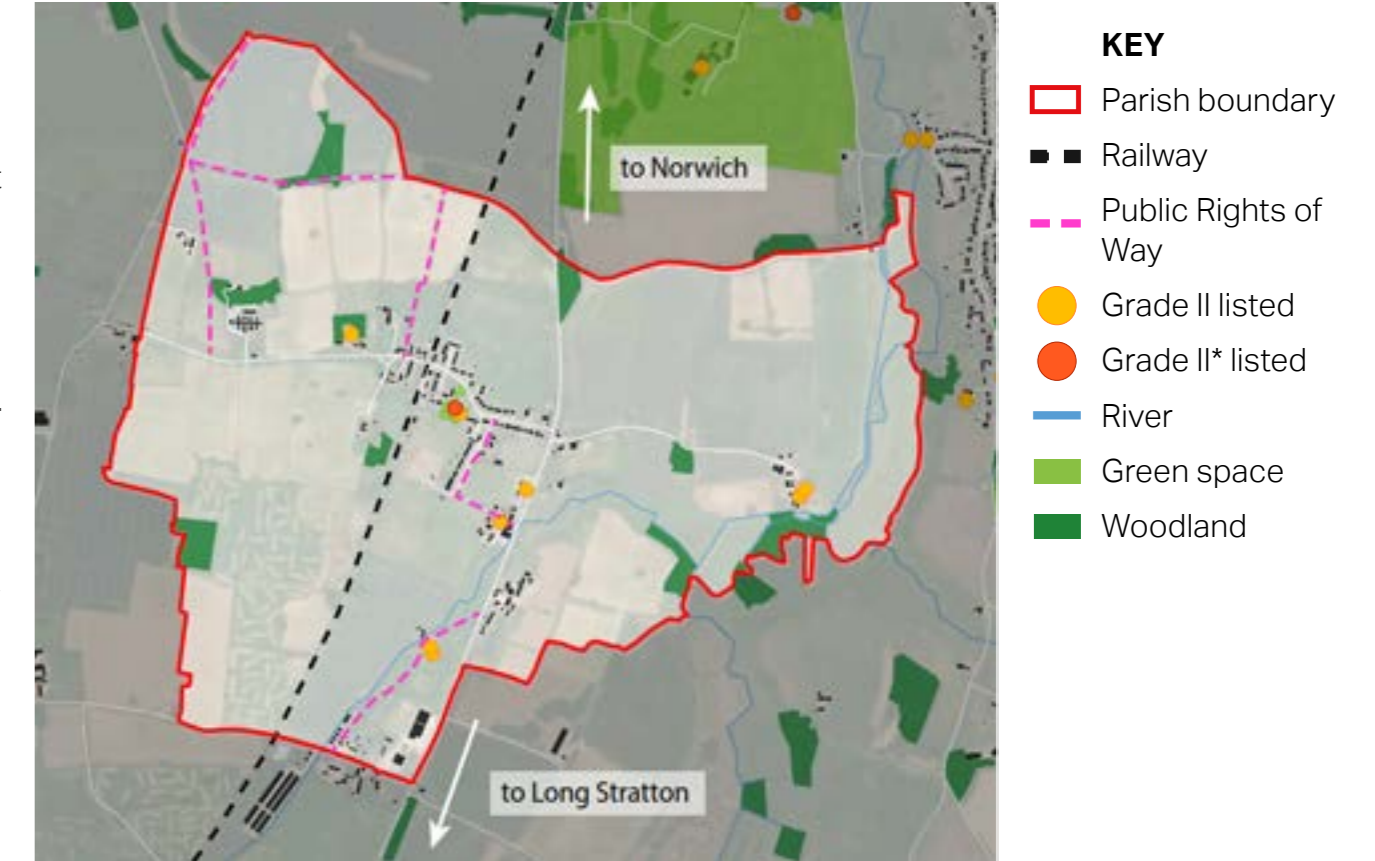 to Norwich
to Long Stratton
KEY
Parish boundary
Railway
Public Rights of
Way
Grade II listed
Grade II* listed
River
Green space
Woodland